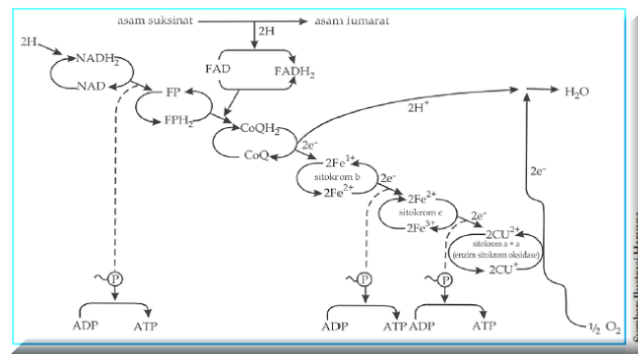 asam suksinat asam fumarat
2H
2H
NADH₂
FAD FADH₂
NAD FP
FPH₂
CoQH₂
2H⁺
H₂O
CoQ 2e⁻
2Fe³⁺
sitokrom b 2e⁻
2Fe²⁺
2Fe²⁺
sitokrom c 2e⁻
2Fe³⁺
2e⁻
2CU²⁺
sitokrom a + a
(enzim sitokrom oksidase)
2CU⁺
P P P
ADP ATP ADP ATP ADP ATP
½ O₂